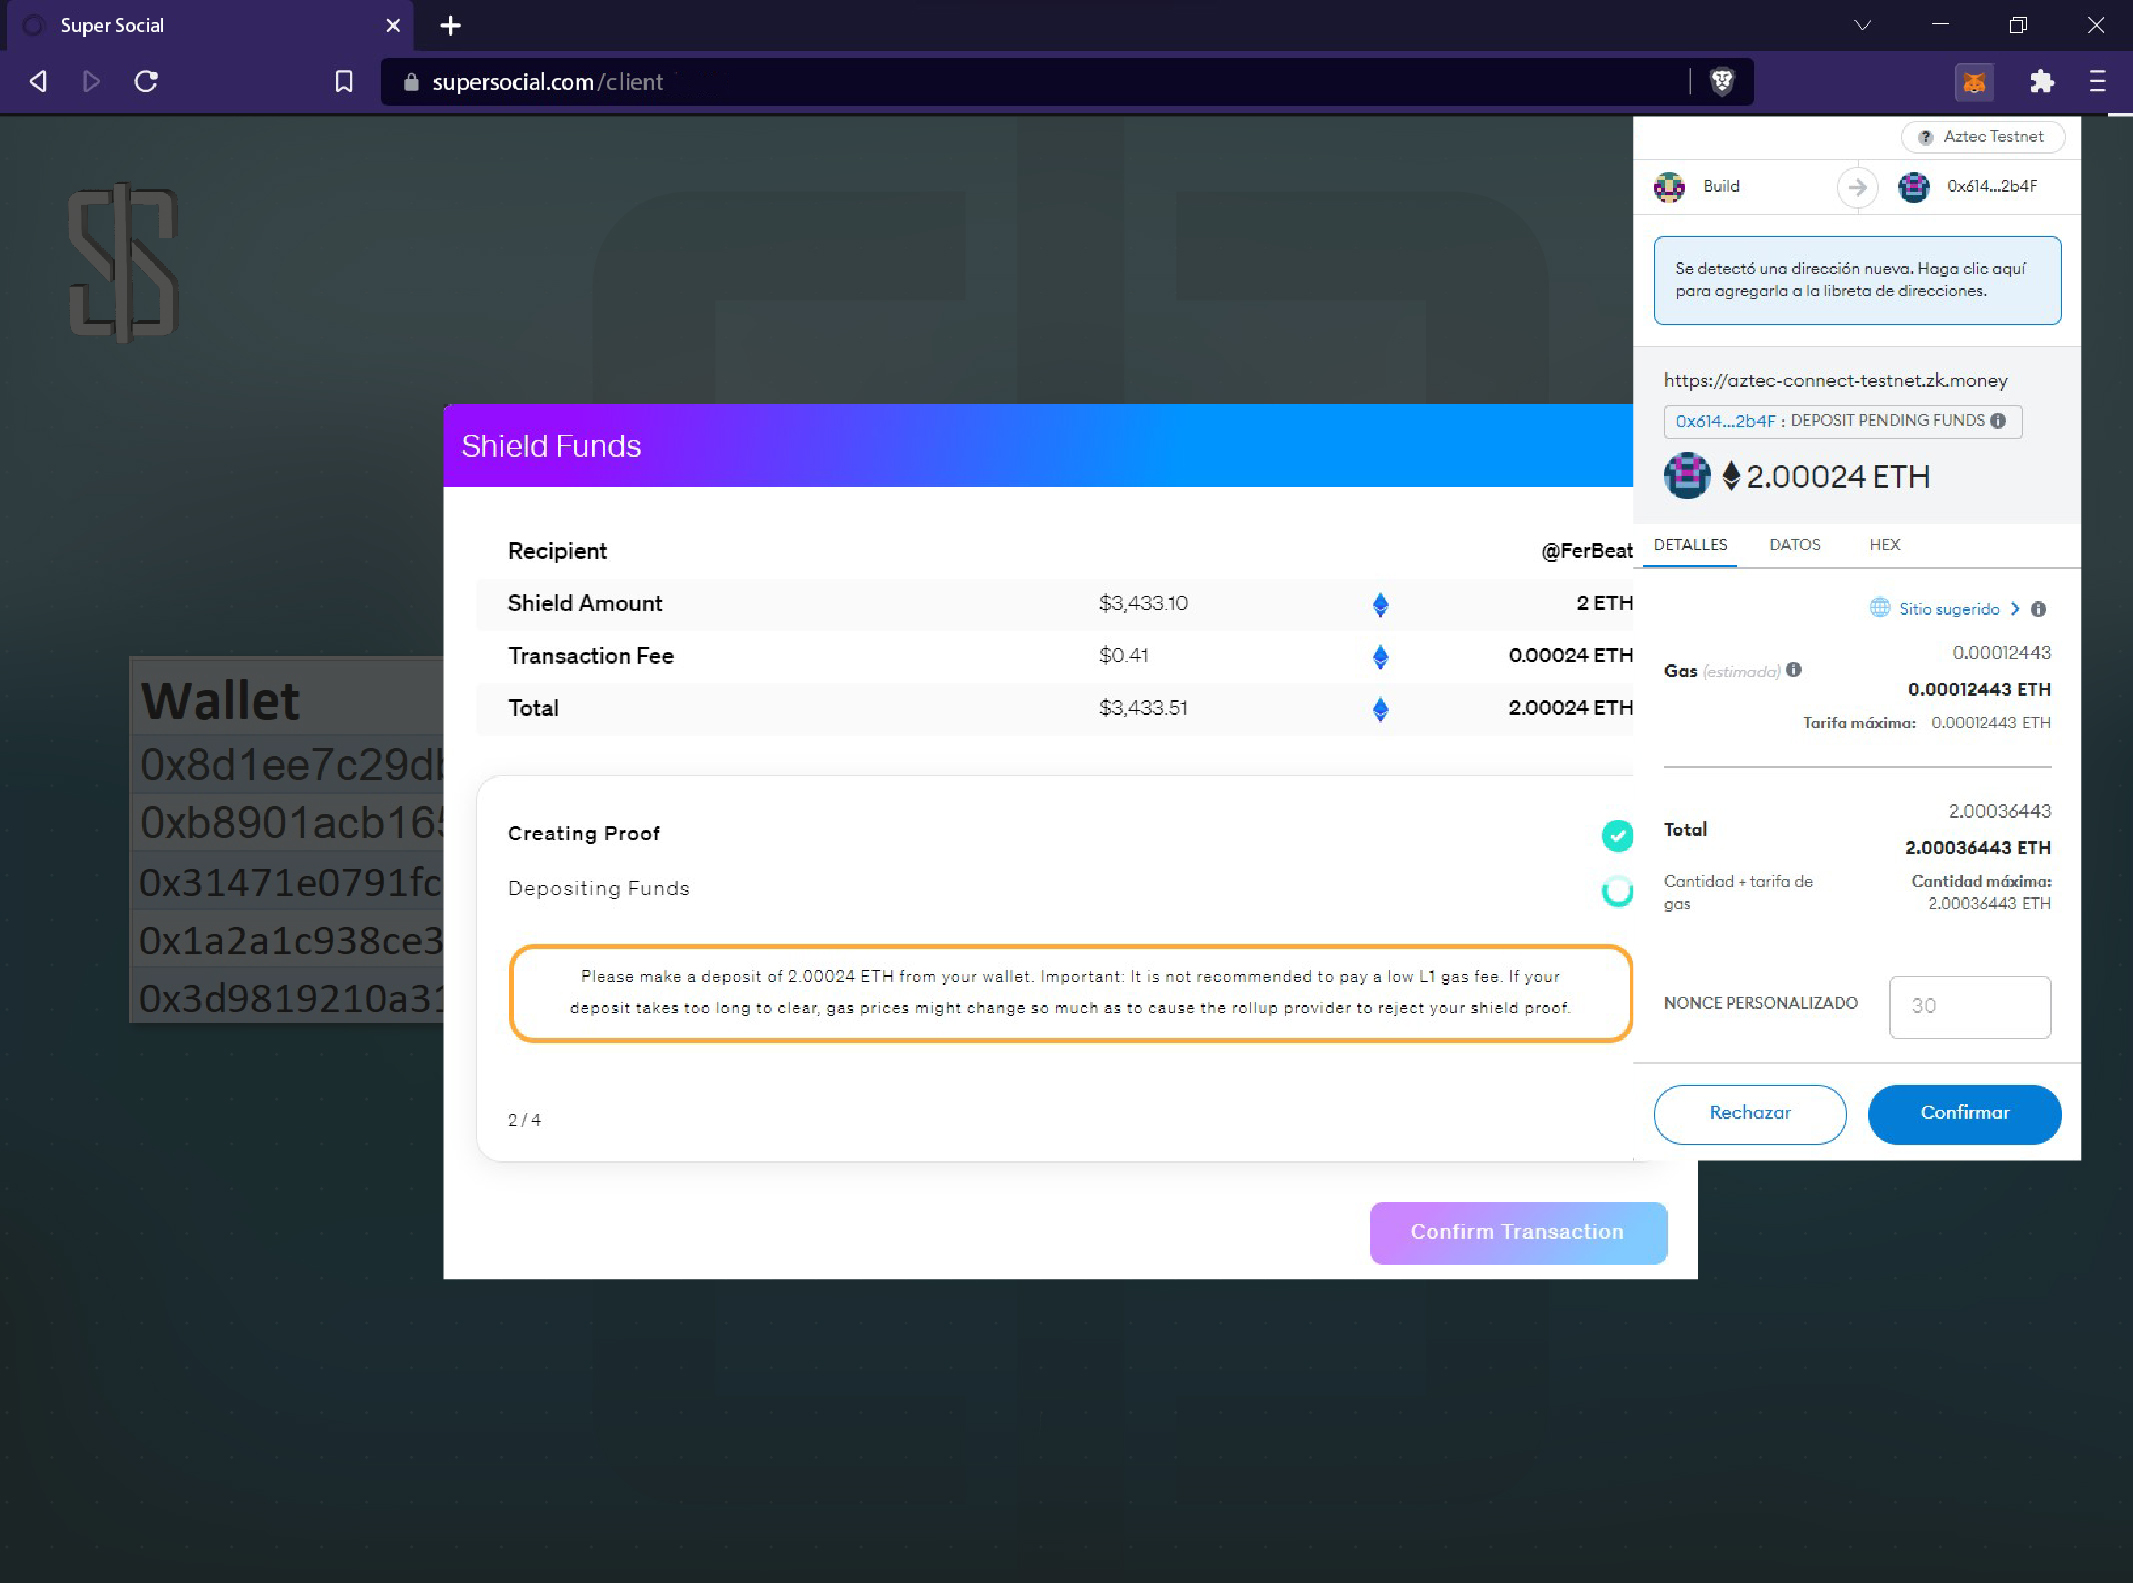 Super Social
supersocial.com/client
Aztec Testnet
Build
0x614...2b4F
Se detectó una dirección nueva. Haga clic aquí
para agregarla a la libreta de direcciones.
https://aztec-connect-testnet.zk.money
0x614...2b4F : DEPOSIT PENDING FUNDS
2.00024 ETH
DETALLES DATOS HEX
Sitio sugerido
Gas (estimada)
0.00012443
0.00012443 ETH
Tarifa máxima: 0.00012443 ETH
Total
2.00036443
2.00036443 ETH
Cantidad + tarifa de
gas
Cantidad máxima:
2.00036443 ETH
NONCE PERSONALIZADO 30
Rechazar Confirmar
Shield Funds
Recipient @FerBeat
Shield Amount $3,433.10 2 ETH
Transaction Fee $0.41 0.00024 ETH
Total $3,433.51 2.00024 ETH
Creating Proof
Depositing Funds
Please make a deposit of 2.00024 ETH from your wallet. Important: It is not recommended to pay a low L1 gas fee. If your
deposit takes too long to clear, gas prices might change so much as to cause the rollup provider to reject your shield proof.
2 / 4
Confirm Transaction
Wallet
0x8d1ee7c29db
0xb8901acb165
0x31471e0791fc
0x1a2a1c938ce3
0x3d9819210a31